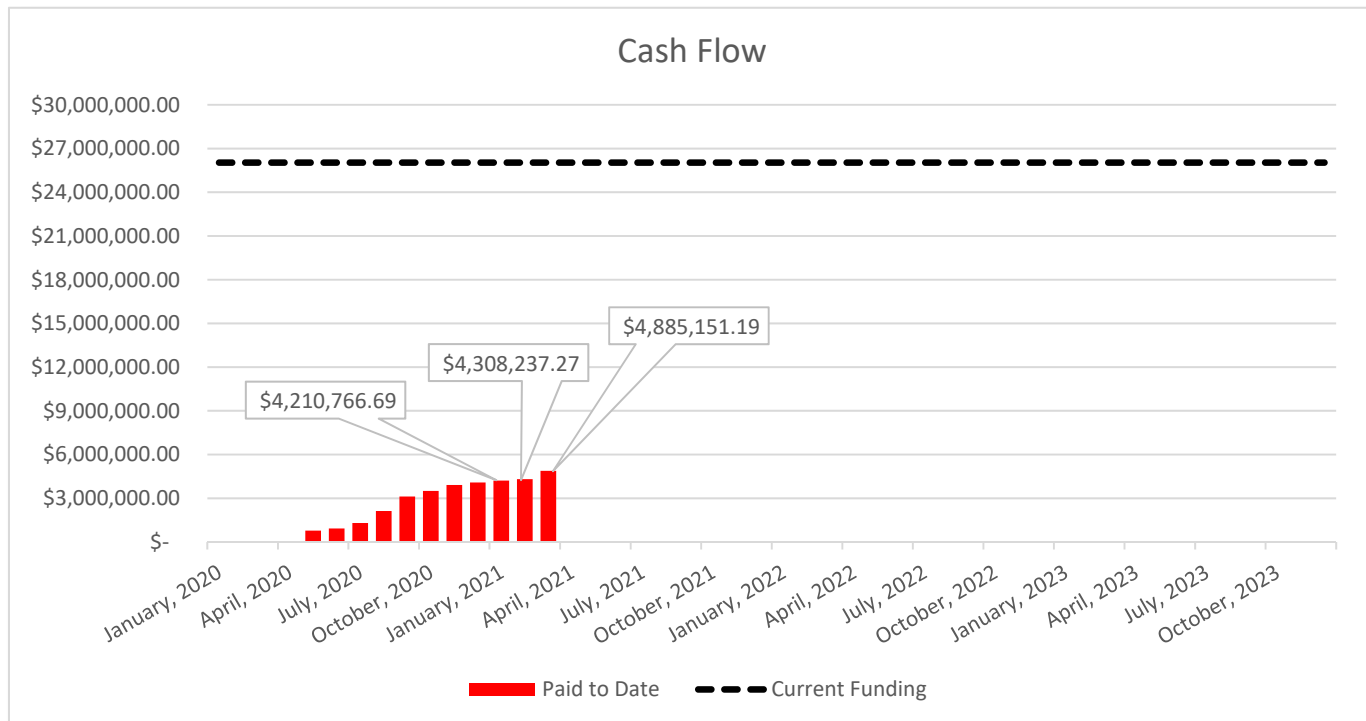 Cash Flow
$30,000,000.00
$27,000,000.00
$24,000,000.00
$21,000,000.00
$18,000,000.00
$15,000,000.00
$12,000,000.00
$9,000,000.00
$6,000,000.00
$3,000,000.00
$-
$4,210,766.69
$4,308,237.27
$4,885,151.19
January, 2020
April, 2020
July, 2020
October, 2020
January, 2021
April, 2021
July, 2021
October, 2021
January, 2022
April, 2022
July, 2022
October, 2022
January, 2023
April, 2023
July, 2023
October, 2023
Paid to Date
Current Funding